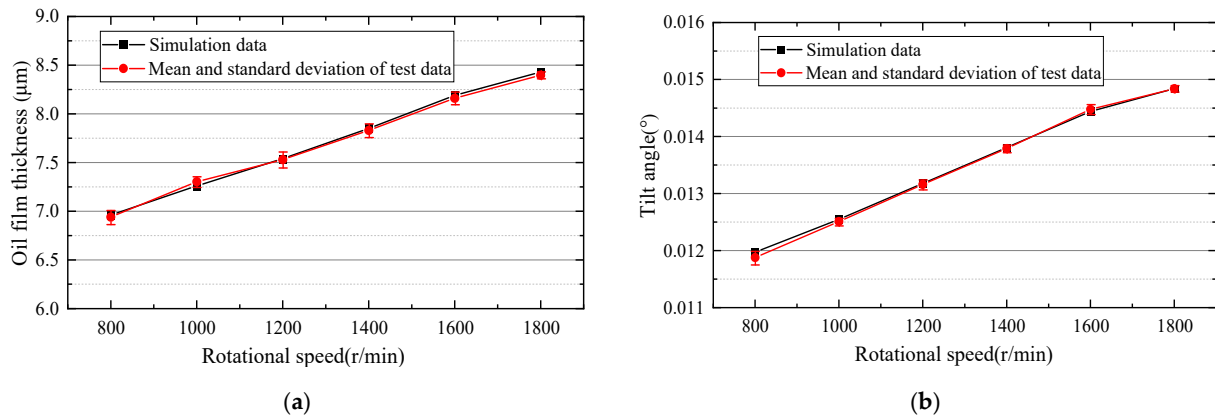 9.0
8.5
8.0
7.5
7.0
6.5
6.0
Oil film thickness (μm)
Simulation data
Mean and standard deviation of test data
800 1000 1200 1400 1600 1800
Rotational speed(r/min)
(a)
0.016
0.015
0.014
0.013
0.012
0.011
Tilt angle(°)
Simulation data
Mean and standard deviation of test data
800 1000 1200 1400 1600 1800
Rotational speed(r/min)
(b)